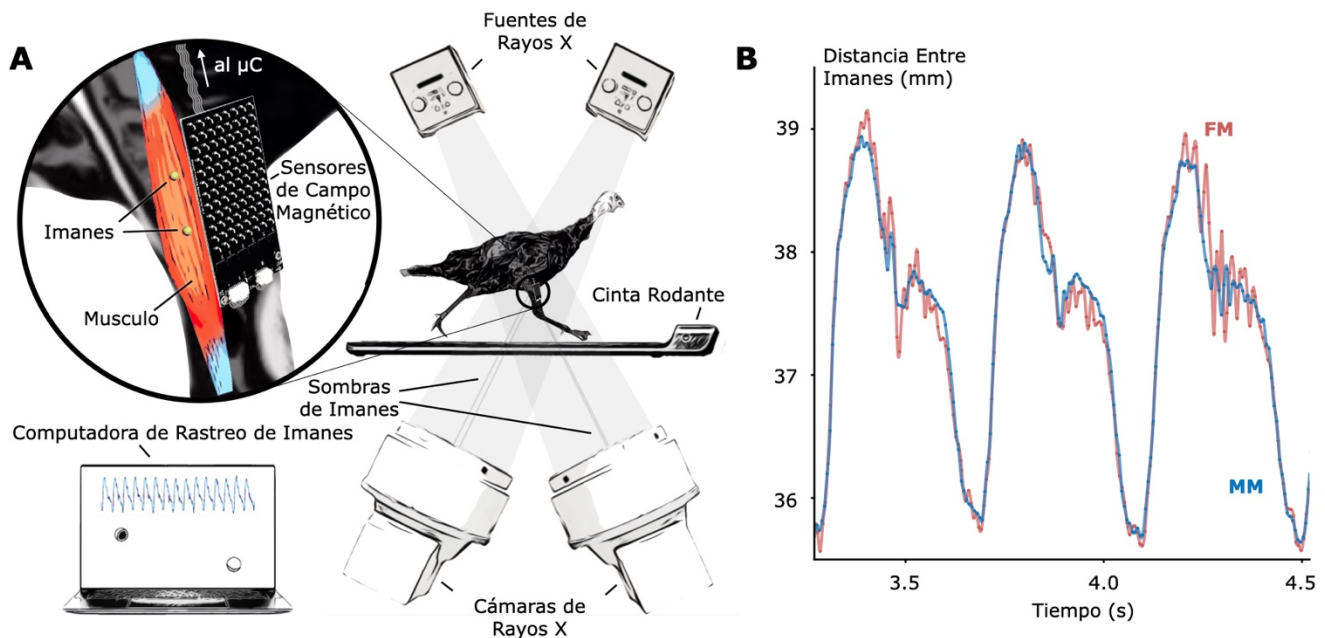 A
al µC
Imanes
Musculo
Sensores
de Campo
Magnético
Fuentes de
Rayos X
Cinta Rodante
Sombras
de Imanes
Computadora de Rastreo de Imanes
Cámaras de
Rayos X
B
Distancia Entre
Imanes (mm)
39
38
37
36
FM
MM
3.5
4.0
4.5
Tiempo (s)